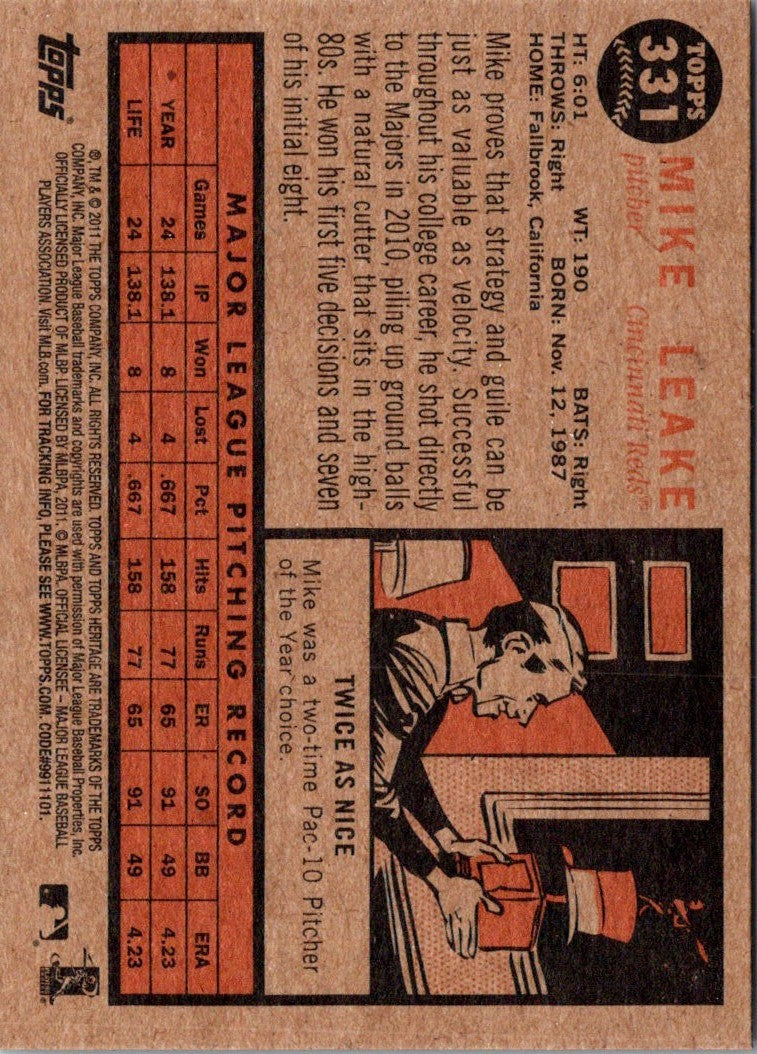 TOPPS
331
MIKE LEAKE
pitcher Cincinnati Reds®
HT: 6:01 WT: 190 BATS: Right
THROWS: Right BORN: Nov. 12, 1987
HOME: Fallbrook, California
Mike proves that strategy and guile can be
just as valuable as velocity. Successful
throughout his college career, he shot directly
to the Majors in 2010, piling up ground balls
with a natural cutter that sits in the high-
80s. He won his first five decisions and seven
of his initial eight.
TWICE AS NICE
Mike was a two-time Pac-10 Pitcher
of the Year choice.
MAJOR LEAGUE PITCHING RECORD
Games IP Won Lost Pct Hits Runs ER SO BB ERA
YEAR 24 138.1 8 4 .667 158 77 65 91 49 4.23
LIFE 24 138.1 8 4 .667 158 77 65 91 49 4.23
topps®
®, TM & © 2011 THE TOPPS COMPANY, INC. ALL RIGHTS RESERVED. TOPPS AND TOPPS HERITAGE ARE TRADEMARKS OF THE TOPPS
COMPANY, INC. Major League Baseball trademarks and copyrights are used with permission of Major League Baseball Properties, Inc.
OFFICIALLY LICENSED PRODUCT OF MLBP. LICENSED BY MLBPA, 2011. © MLBPA, OFFICIAL LICENSEE – MAJOR LEAGUE BASEBALL
PLAYERS ASSOCIATION. Visit MLB.com. FOR TRACKING INFO, PLEASE SEE WWW.TOPPS.COM. CODE#9911101.